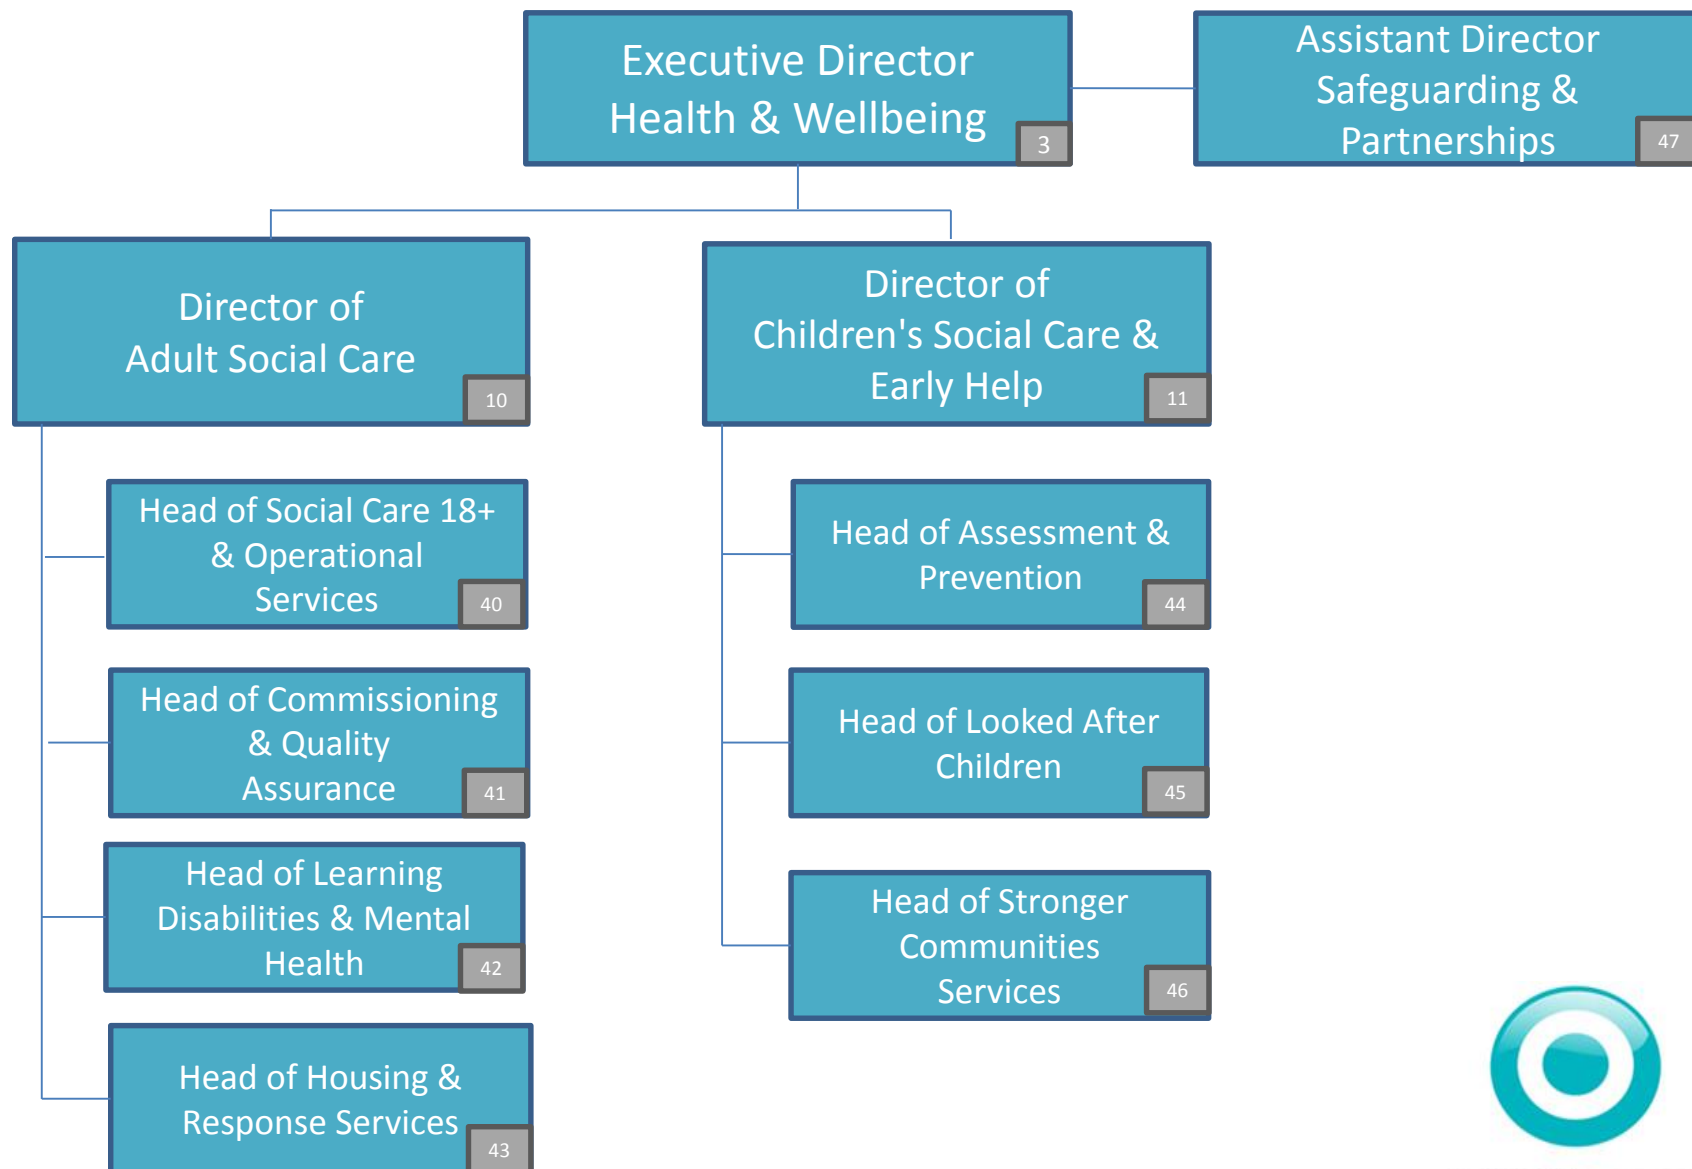 Executive Director
Health & Wellbeing
3
Assistant Director
Safeguarding &
Partnerships
47
Director of
Adult Social Care
10
Director of
Children's Social Care &
Early Help
11
Head of Social Care 18+
& Operational
Services
40
Head of Commissioning
& Quality
Assurance
41
Head of Learning
Disabilities & Mental
Health
42
Head of Housing &
Response Services
43
Head of Assessment &
Prevention
44
Head of Looked After
Children
45
Head of Stronger
Communities
Services
46